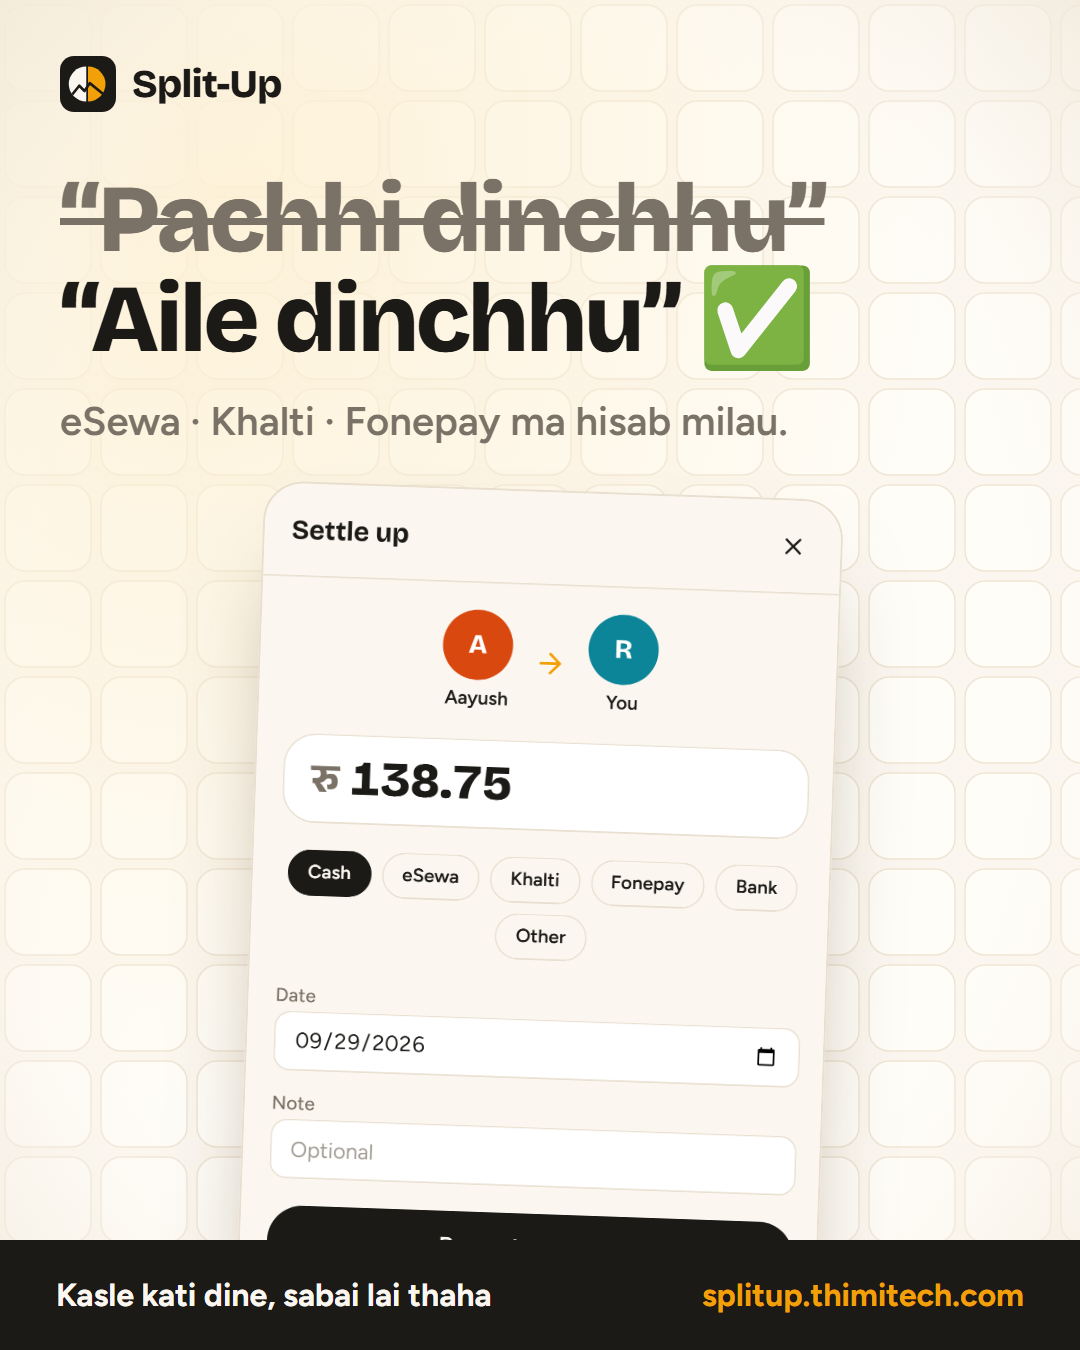 Split-Up
“Pachhi dinchhu”
“Aile dinchhu” ✅
eSewa · Khalti · Fonepay ma hisab milau.
Settle up
A
R
Aayush
You
रु 138.75
Cash
eSewa
Khalti
Fonepay
Bank
Other
Date
09/29/2026
Note
Optional
Kasle kati dine, sabai lai thaha
splitup.thimitech.com